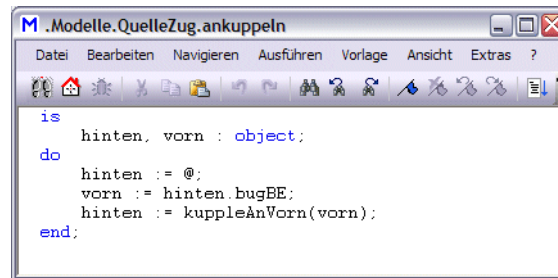 M .Modelle.QuelleZug.ankuppeln
Datei Bearbeiten Navigieren Ausführen Vorlage Ansicht Extras ?
is
hinten, vorn : object;
do
hinten := @;
vorn := hinten.bugBE;
hinten := kuppleAnVorn(vorn);
end;